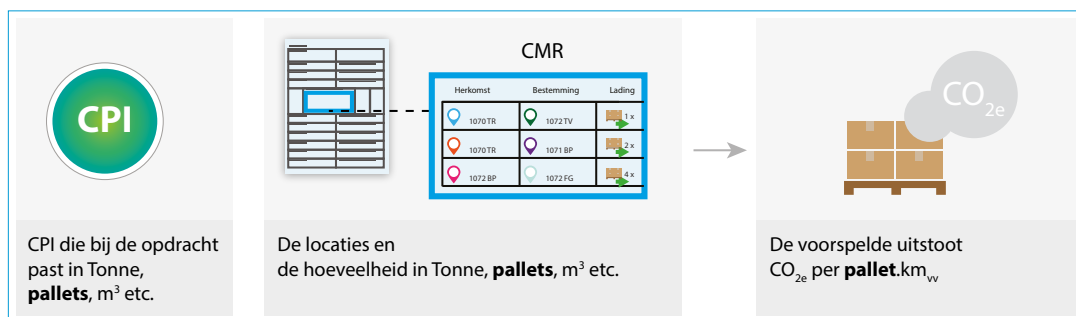 CPI
CMR
Herkomst Bestemming Lading
1070 TR 1072 TV 1 x
1070 TR 1071 BP 2 x
1072 BP 1072 FG 4 x
CO2e
CPI die bij de opdracht
past in Tonne,
pallets, m³ etc.
De locaties en
de hoeveelheid in Tonne, pallets, m³ etc.
De voorspelde uitstoot
CO2e per pallet.kmvv